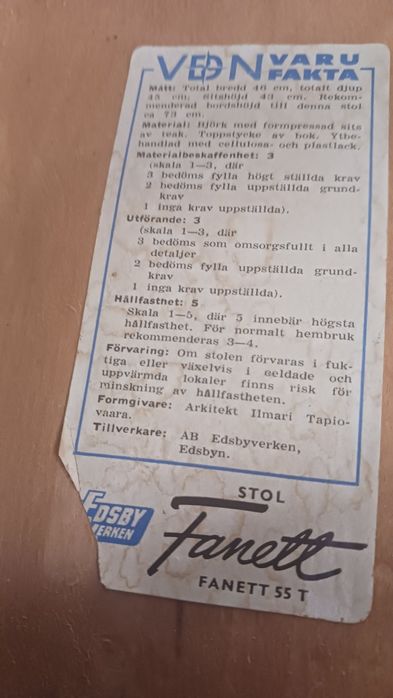 VDN VARU
FAKTA
Mått: Total bredd 46 cm, totalt djup
45 cm. Sitshöjd 43 cm. Rekom-
menderad bordshöjd till denna stol
ca 73 cm.
Material: Björk med formpressad sits
av teak. Toppstycke av bok. Ytbe-
handlad med cellulosa- och plastlack.
Materialbeskaffenhet: 3
(skala 1—3, där
3 bedöms fylla högt ställda krav
2 bedöms fylla uppställda grund-
krav
1 inga krav uppställda).
Utförande: 3
(skala 1—3, där
3 bedöms som omsorgsfullt i alla
detaljer
2 bedöms fylla uppställda grund-
krav
1 inga krav uppställda).
Hållfasthet: 5
Skala 1—5, där 5 innebär högsta
hållfasthet. För normalt hembruk
rekommenderas 3—4.
Förvaring: Om stolen förvaras i fuk-
tiga eller växelvis i oeldade och
uppvärmda lokaler finns risk för
minskning av hållfastheten.
Formgivare: Arkitekt Ilmari Tapio-
vaara.
Tillverkare: AB Edsbyverken,
Edsbyn.
EDSBY
VERKEN
STOL
Fanett
FANETT 55 T